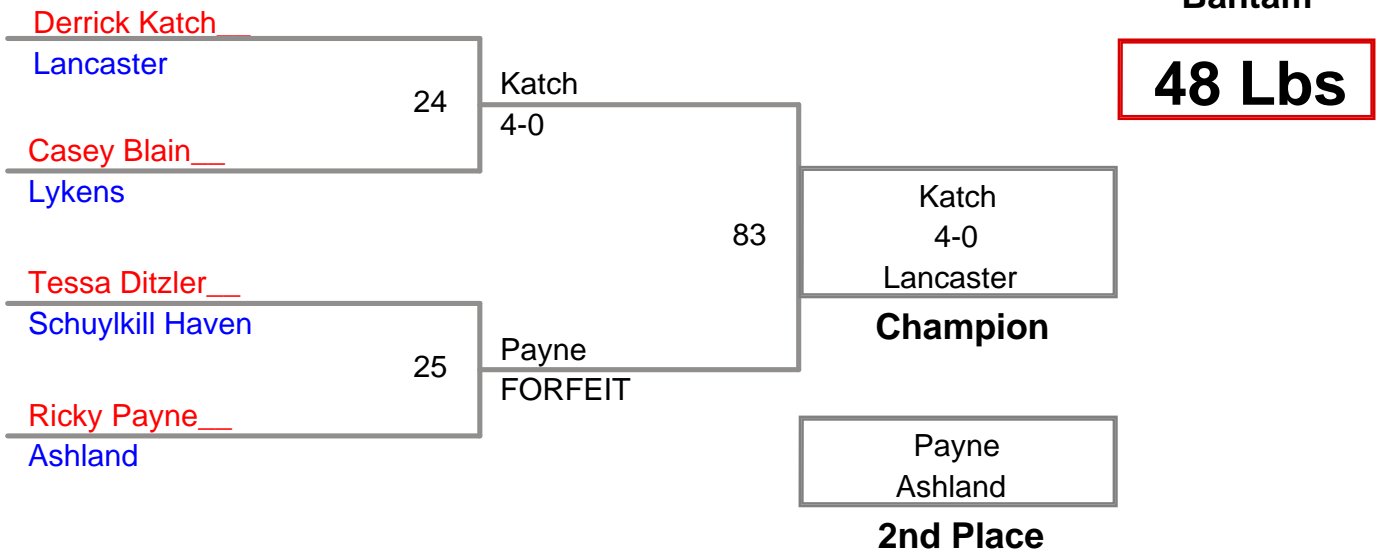 Bantam
48 Lbs
Derrick Katch__
Lancaster
24
Katch
4-0
Casey Blain__
Lykens
83
Katch
4-0
Lancaster
Champion
Tessa Ditzler__
Schuylkill Haven
25
Payne
FORFEIT
Ricky Payne__
Ashland
Payne
Ashland
2nd Place